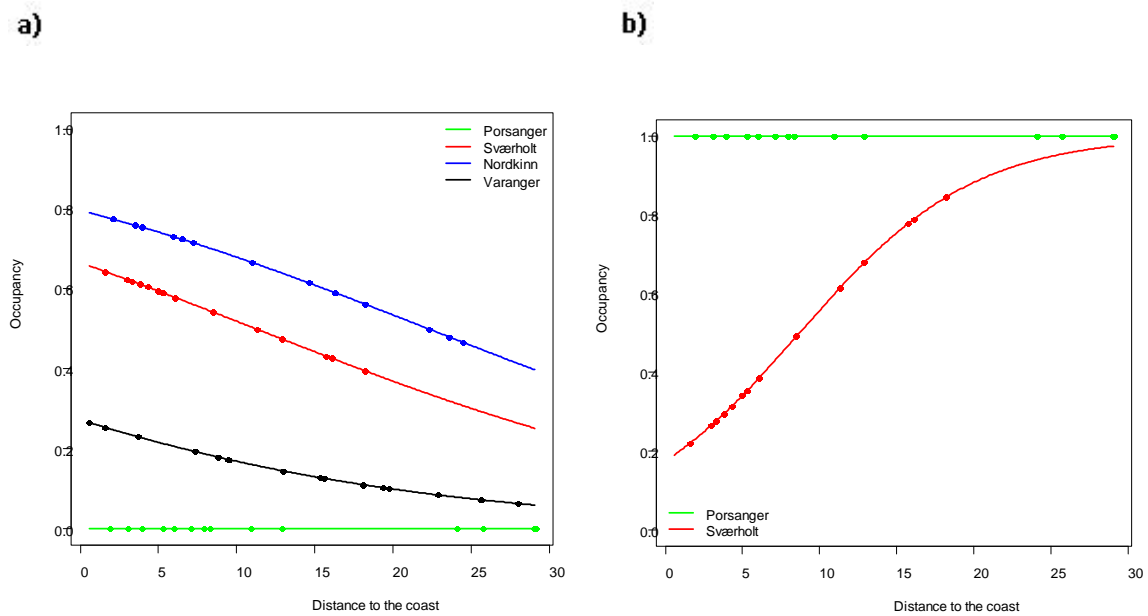 a)
1.0
0.8
0.6
0.4
0.2
0.0
Occupancy
0 5 10 15 20 25 30
Distance to the coast
Porsanger
Sværholt
Nordkinn
Varanger
b)
1.0
0.8
0.6
0.4
0.2
0.0
Occupancy
0 5 10 15 20 25 30
Distance to the coast
Porsanger
Sværholt